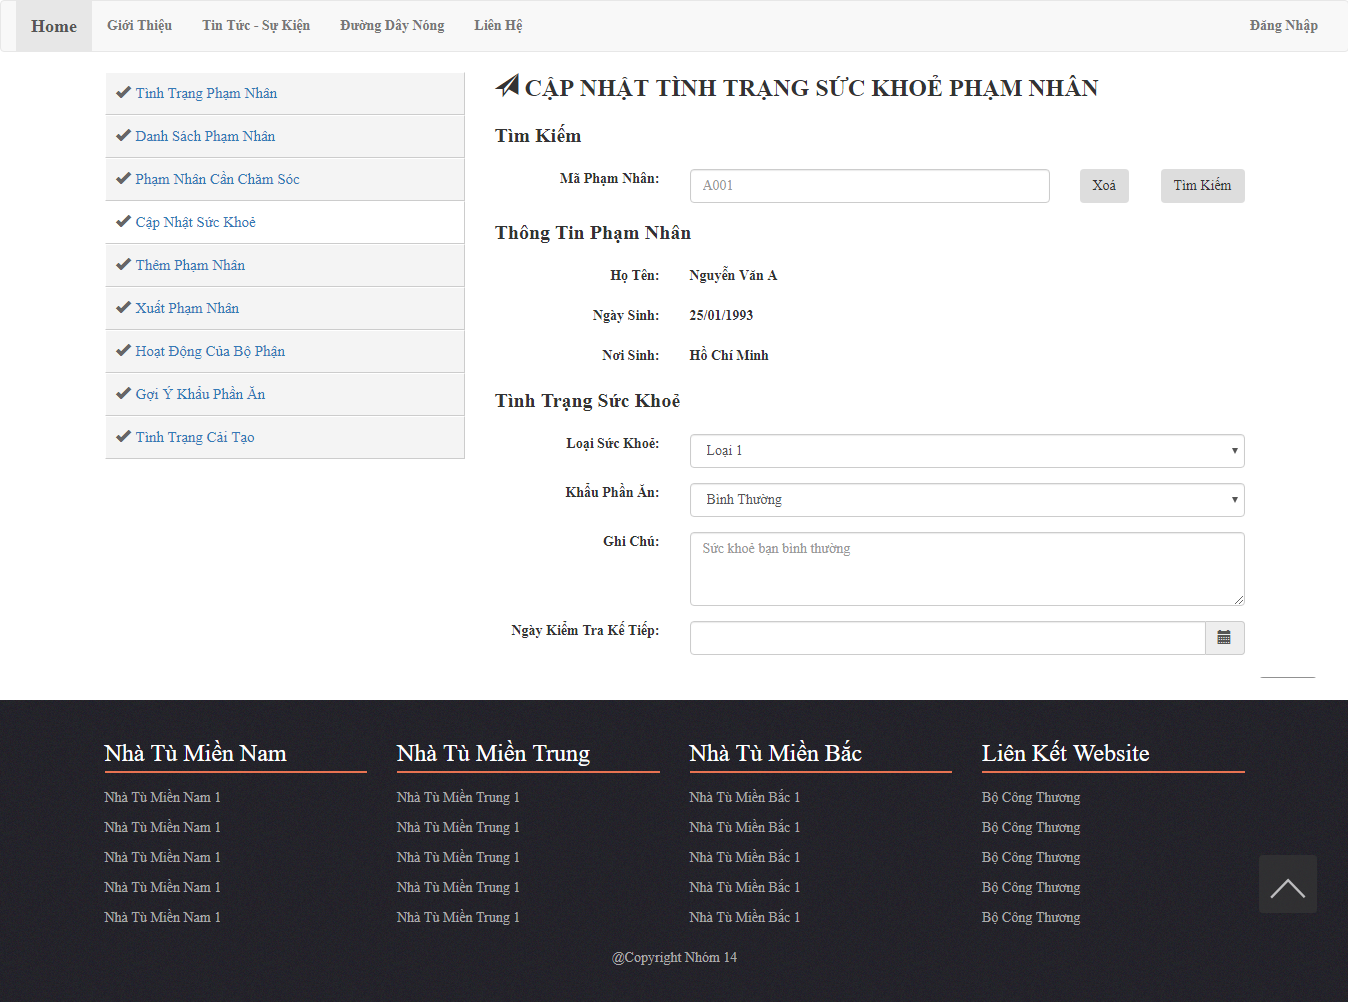 Home Giới Thiệu Tin Tức - Sự Kiện Đường Dây Nóng Liên Hệ Đăng Nhập
Tình Trạng Phạm Nhân
Danh Sách Phạm Nhân
Phạm Nhân Cần Chăm Sóc
Cập Nhật Sức Khoẻ
Thêm Phạm Nhân
Xuất Phạm Nhân
Hoạt Động Của Bộ Phận
Gợi Ý Khẩu Phần Ăn
Tình Trạng Cải Tạo
CẬP NHẬT TÌNH TRẠNG SỨC KHOẺ PHẠM NHÂN
Tìm Kiếm
Mã Phạm Nhân: A001 Xoá Tìm Kiếm
Thông Tin Phạm Nhân
Họ Tên: Nguyễn Văn A
Ngày Sinh: 25/01/1993
Nơi Sinh: Hồ Chí Minh
Tình Trạng Sức Khoẻ
Loại Sức Khoẻ: Loại 1
Khẩu Phần Ăn: Bình Thường
Ghi Chú: Sức khoẻ bạn bình thường
Ngày Kiểm Tra Kế Tiếp:
Nhà Tù Miền Nam Nhà Tù Miền Trung Nhà Tù Miền Bắc Liên Kết Website
Nhà Tù Miền Nam 1 Nhà Tù Miền Trung 1 Nhà Tù Miền Bắc 1 Bộ Công Thương
Nhà Tù Miền Nam 1 Nhà Tù Miền Trung 1 Nhà Tù Miền Bắc 1 Bộ Công Thương
Nhà Tù Miền Nam 1 Nhà Tù Miền Trung 1 Nhà Tù Miền Bắc 1 Bộ Công Thương
Nhà Tù Miền Nam 1 Nhà Tù Miền Trung 1 Nhà Tù Miền Bắc 1 Bộ Công Thương
Nhà Tù Miền Nam 1 Nhà Tù Miền Trung 1 Nhà Tù Miền Bắc 1 Bộ Công Thương
@Copyright Nhóm 14